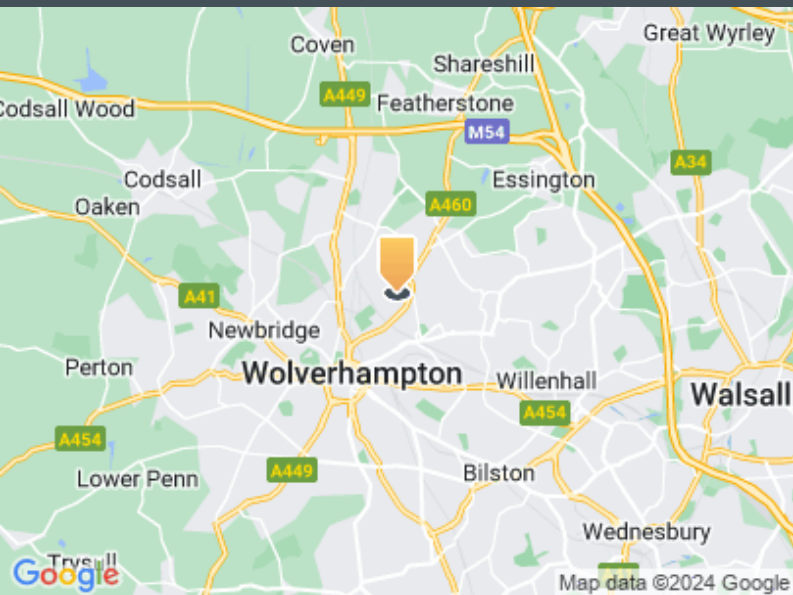 Coven
Great Wyrley
Shareshill
A449
Featherstone
Codsall Wood
M54
A34
Codsall
Essington
Oaken
A460
A41
Newbridge
Perton
Wolverhampton
Willenhall
Walsall
A454
A454
Lower Penn
A449
Bilston
Wednesbury
Google
Map data ©2024 Google